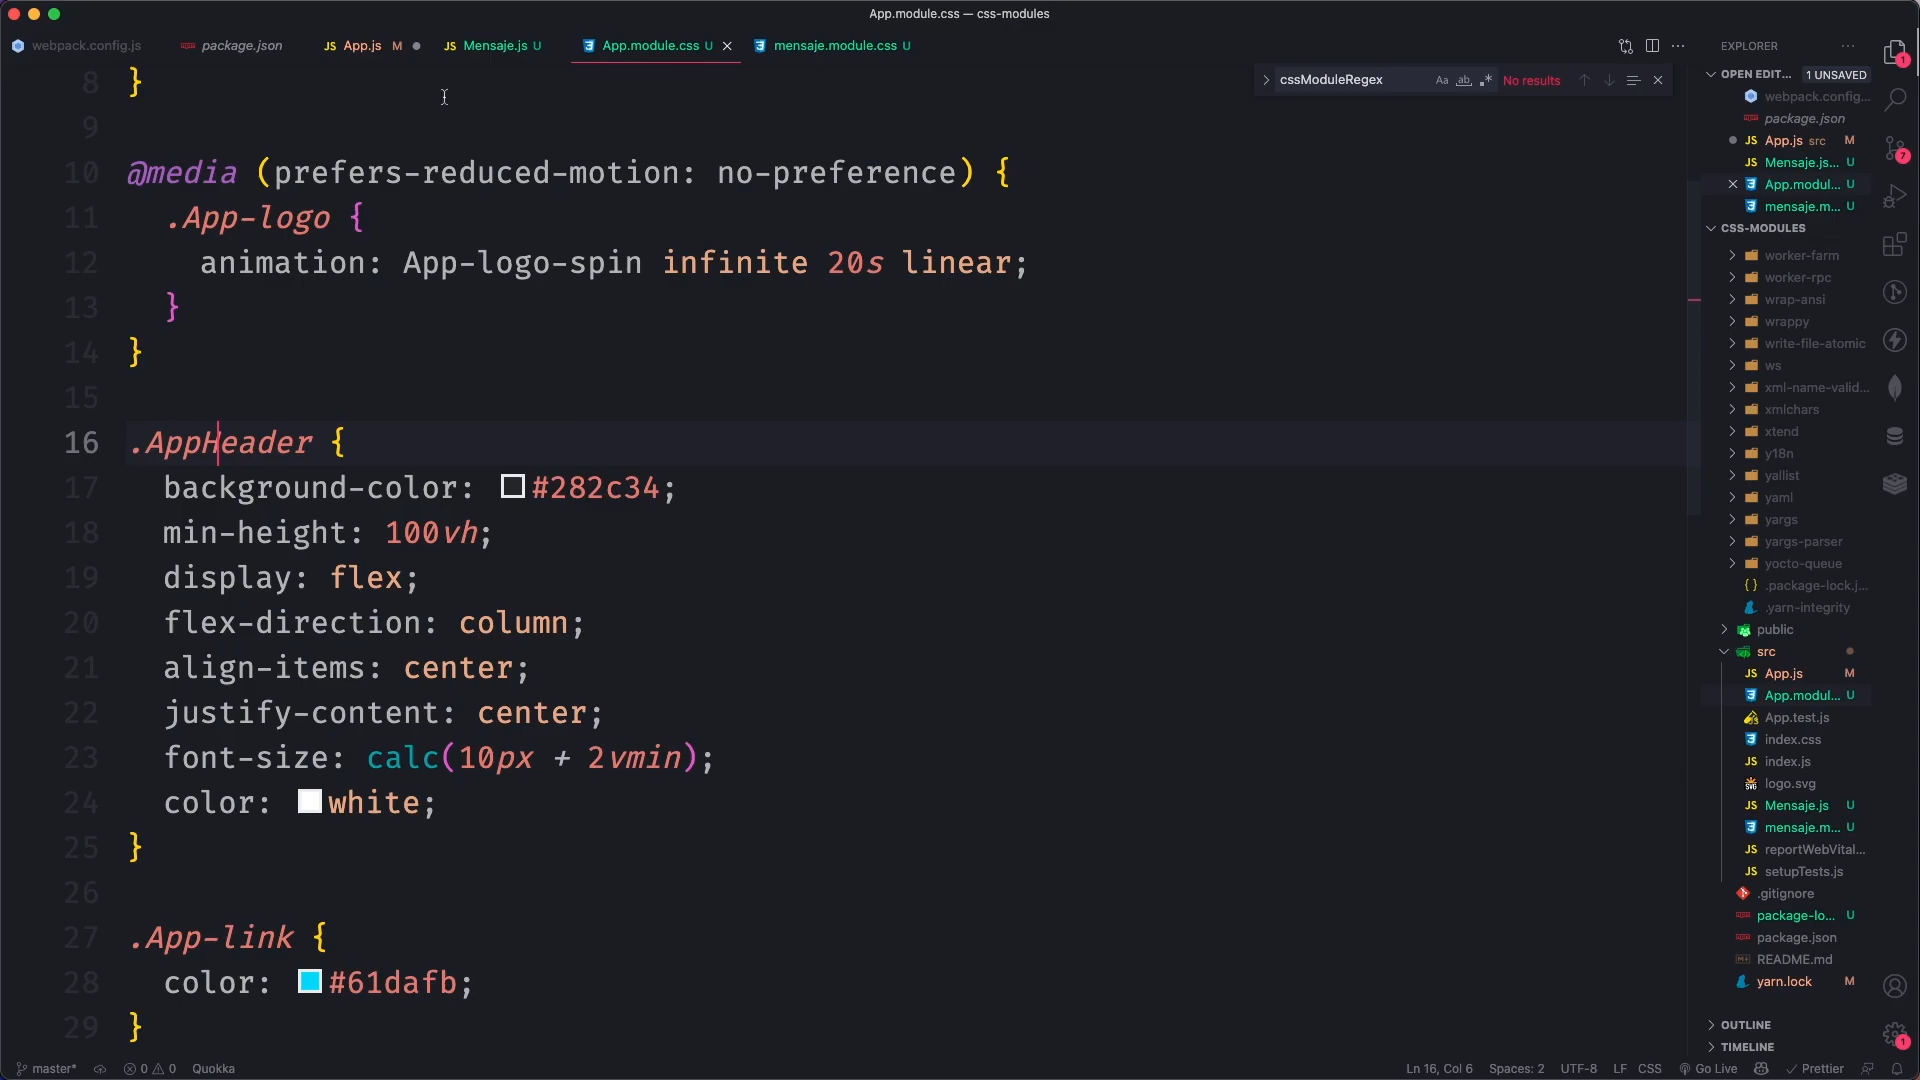 App.module.css — css-modules
webpack.config.js
package.json
JS App.js M
JS Mensaje.js U
App.module.css U
mensaje.module.css U
cssModuleRegex
Aa ab .* No results
8 }
9
10 @media (prefers-reduced-motion: no-preference) {
11 .App-logo {
12 animation: App-logo-spin infinite 20s linear;
13 }
14 }
15
16 .AppHeader {
17 background-color: #282c34;
18 min-height: 100vh;
19 display: flex;
20 flex-direction: column;
21 align-items: center;
22 justify-content: center;
23 font-size: calc(10px + 2vmin);
24 color: white;
25 }
26
27 .App-link {
28 color: #61dafb;
29 }
EXPLORER
OPEN EDIT... 1 UNSAVED
webpack.config...
package.json
JS App.js src M
JS Mensaje.js... U
App.modul... U
mensaje.m... U
CSS-MODULES
worker-farm
worker-rpc
wrap-ansi
wrappy
write-file-atomic
ws
xml-name-valid...
xmlchars
xtend
y18n
yallist
yaml
yargs
yargs-parser
yocto-queue
{} .package-lock.j...
.yarn-integrity
public
src
JS App.js M
App.modul... U
App.test.js
index.css
JS index.js
logo.svg
JS Mensaje.js U
mensaje.m... U
JS reportWebVital...
JS setupTests.js
.gitignore
package-lo... U
package.json
README.md
yarn.lock M
OUTLINE
TIMELINE
1
7
1
master*
0 0
Quokka
Ln 16, Col 6
Spaces: 2
UTF-8
LF
CSS
Go Live
Prettier